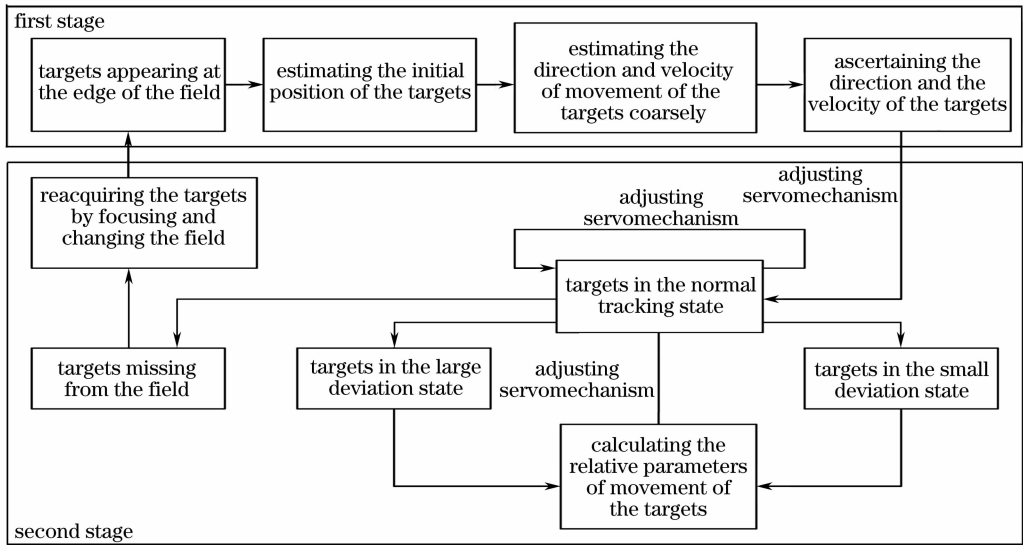 first stage
targets appearing at
the edge of the field
estimating the initial
position of the targets
estimating the
direction and velocity
of movement of the
targets coarsely
ascertaining the
direction and the
velocity of the targets
reacquiring the targets
by focusing and
changing the field
adjusting
servomechanism
adjusting
servomechanism
targets in the normal
tracking state
targets missing
from the field
targets in the large
deviation state
adjusting
servomechanism
targets in the small
deviation state
calculating the
relative parameters
of movement of
the targets
second stage